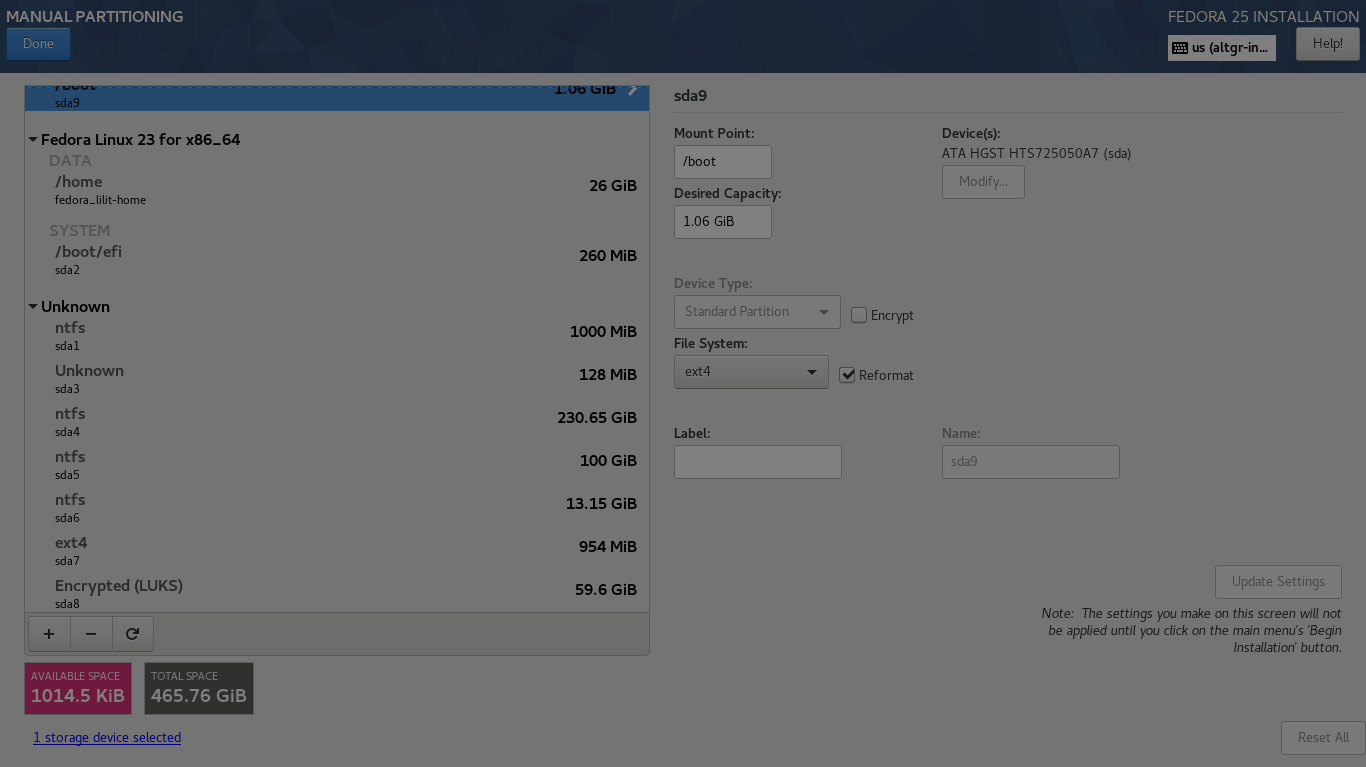 MANUAL PARTITIONING
FEDORA 25 INSTALLATION
Done
us (altgr-in...
Help!
/boot
1.06 GiB
sda9
Fedora Linux 23 for x86_64
DATA
/home
26 GiB
fedora_lilit-home
SYSTEM
/boot/efi
260 MiB
sda2
Unknown
ntfs
1000 MiB
sda1
Unknown
128 MiB
sda3
ntfs
230.65 GiB
sda4
ntfs
100 GiB
sda5
ntfs
13.15 GiB
sda6
ext4
954 MiB
sda7
Encrypted (LUKS)
59.6 GiB
sda8
AVAILABLE SPACE
1014.5 KiB
TOTAL SPACE
465.76 GiB
1 storage device selected
sda9
Mount Point:
/boot
Device(s):
ATA HGST HTS725050A7 (sda)
Modify...
Desired Capacity:
1.06 GiB
Device Type:
Standard Partition
Encrypt
File System:
ext4
Reformat
Label:
Name:
sda9
Update Settings
Note: The settings you make on this screen will not
be applied until you click on the main menu's 'Begin
Installation' button.
Reset All